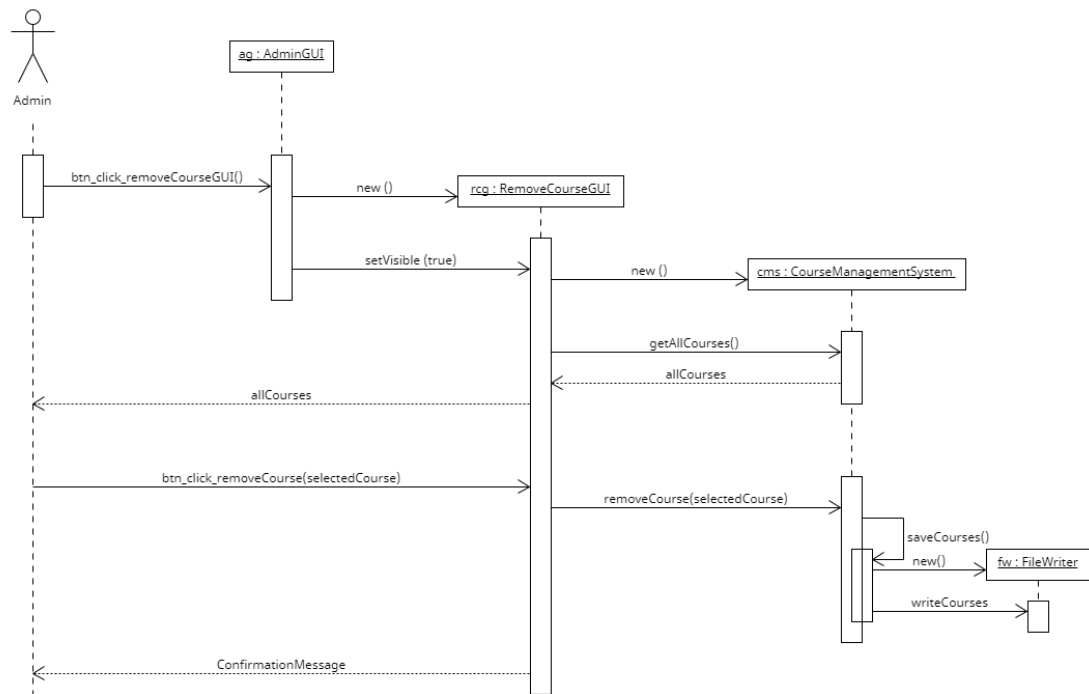 ag : AdminGUI
Admin
btn_click_removeCourseGUI()
new ()
rcg : RemoveCourseGUI
setVisible (true)
new ()
cms : CourseManagementSystem
getAllCourses()
allCourses
allCourses
btn_click_removeCourse(selectedCourse)
removeCourse(selectedCourse)
saveCourses()
new()
fw : FileWriter
writeCourses
ConfirmationMessage